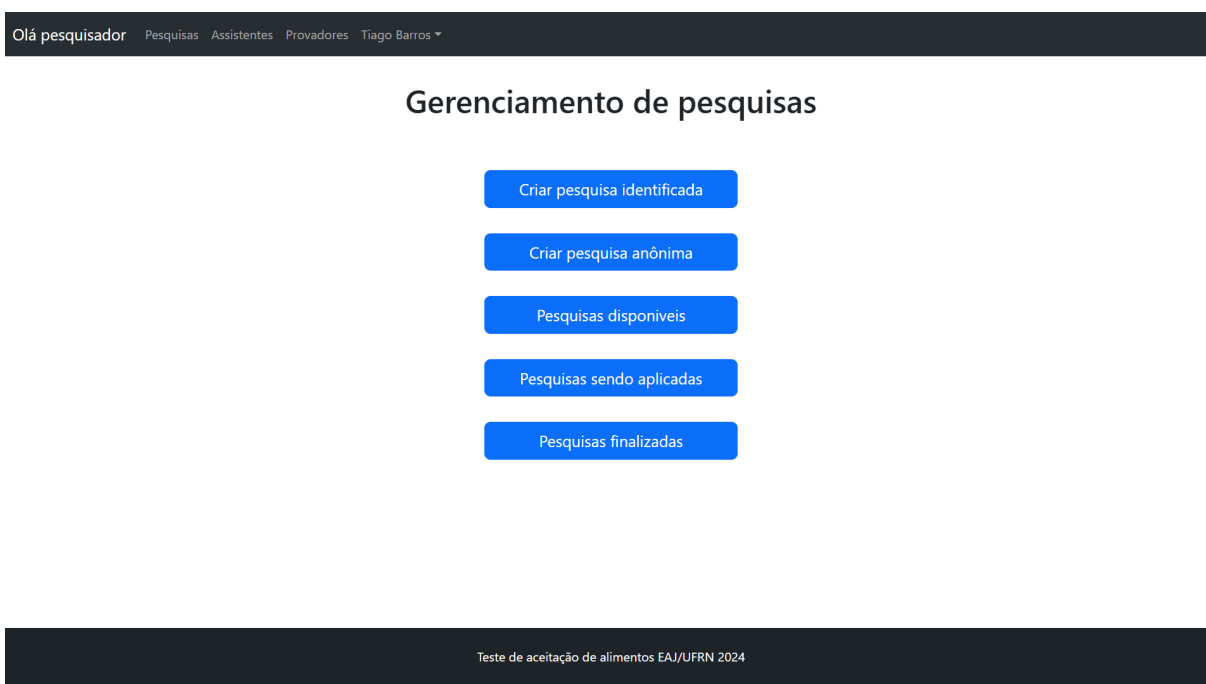 Olá pesquisador Pesquisas Assistentes Provadores Tiago Barros
Gerenciamento de pesquisas
Criar pesquisa identificada
Criar pesquisa anônima
Pesquisas disponiveis
Pesquisas sendo aplicadas
Pesquisas finalizadas
Teste de aceitação de alimentos EAJ/UFRN 2024